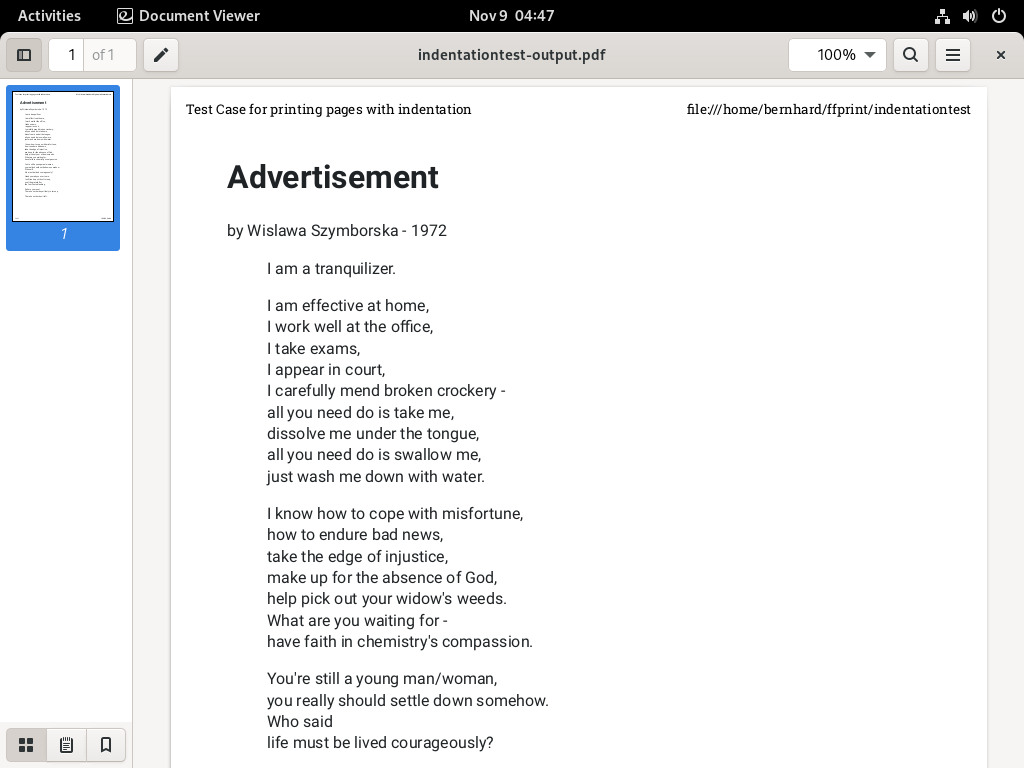 Activities
Document Viewer
Nov 9 04:47
1
of 1
indentationtest-output.pdf
100%
1
Test Case for printing pages with indentation
file:///home/bernhard/ffprint/indentationtest
Advertisement
by Wislawa Szymborska - 1972
I am a tranquilizer.
I am effective at home,
I work well at the office,
I take exams,
I appear in court,
I carefully mend broken crockery -
all you need do is take me,
dissolve me under the tongue,
all you need do is swallow me,
just wash me down with water.
I know how to cope with misfortune,
how to endure bad news,
take the edge of injustice,
make up for the absence of God,
help pick out your widow's weeds.
What are you waiting for -
have faith in chemistry's compassion.
You're still a young man/woman,
you really should settle down somehow.
Who said
life must be lived courageously?